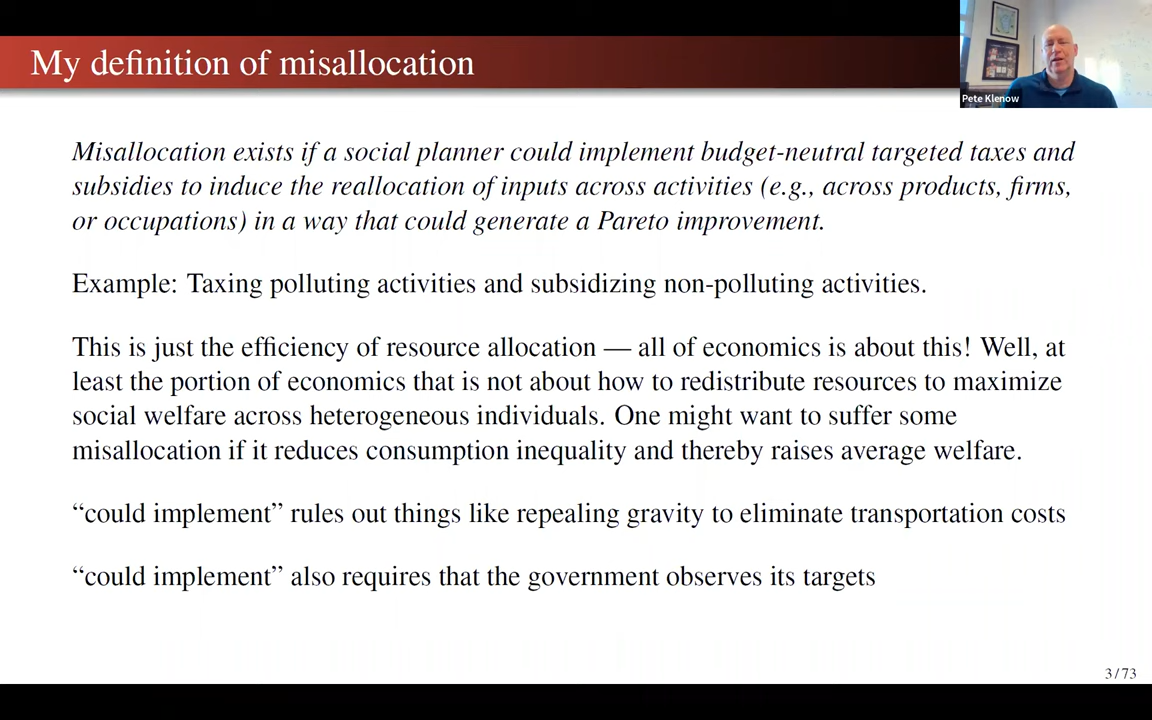 My definition of misallocation
Pete Klenow
Misallocation exists if a social planner could implement budget-neutral targeted taxes and
subsidies to induce the reallocation of inputs across activities (e.g., across products, firms,
or occupations) in a way that could generate a Pareto improvement.
Example: Taxing polluting activities and subsidizing non-polluting activities.
This is just the efficiency of resource allocation — all of economics is about this! Well, at
least the portion of economics that is not about how to redistribute resources to maximize
social welfare across heterogeneous individuals. One might want to suffer some
misallocation if it reduces consumption inequality and thereby raises average welfare.
“could implement” rules out things like repealing gravity to eliminate transportation costs
“could implement” also requires that the government observes its targets
3 / 73